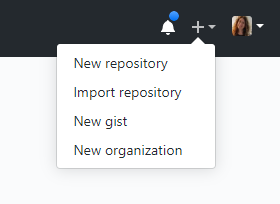 New repository
Import repository
New gist
New organization